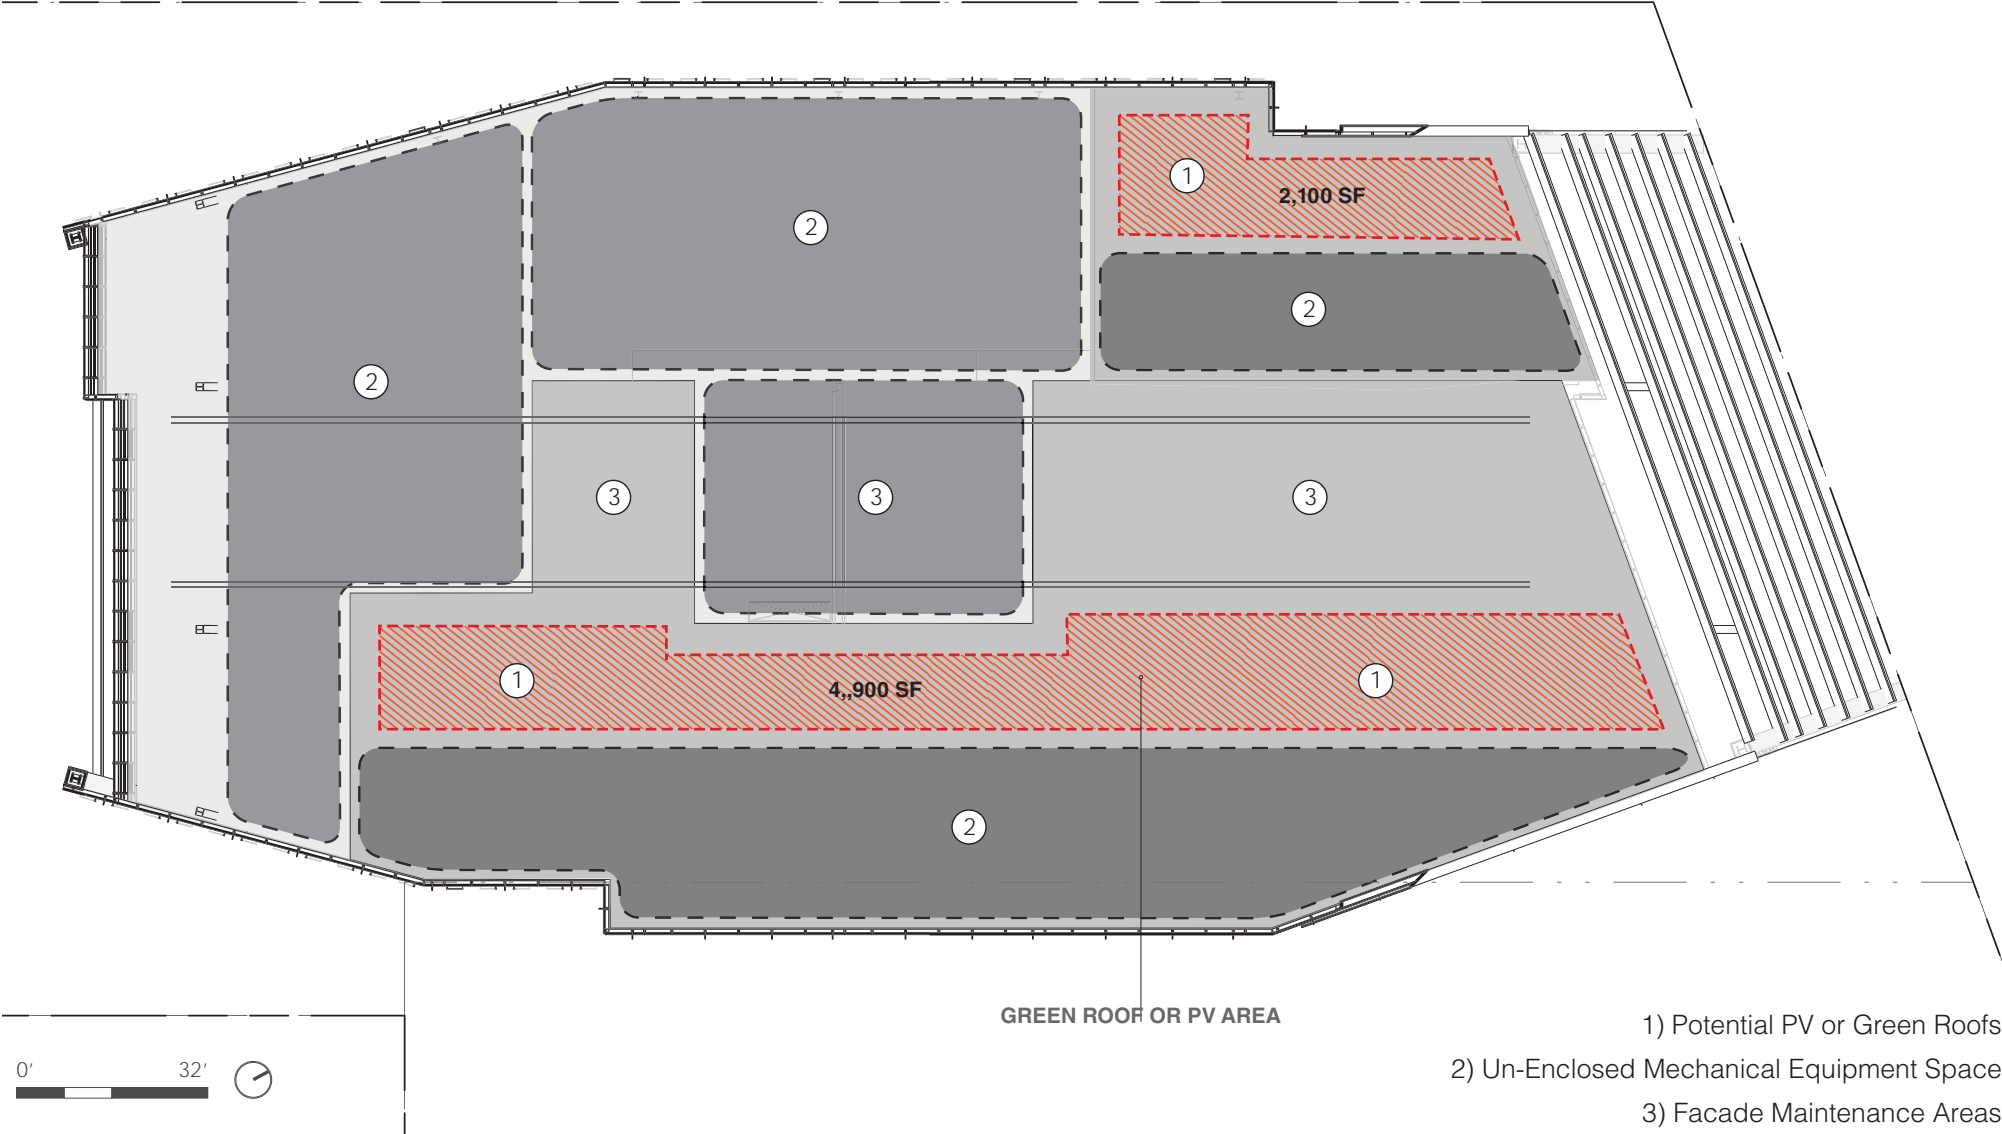 1
2,100 SF
2
2
2
3
3
3
1
4,,900 SF
1
2
GREEN ROOF OR PV AREA
0'
32'
1) Potential PV or Green Roofs
2) Un-Enclosed Mechanical Equipment Space
3) Facade Maintenance Areas